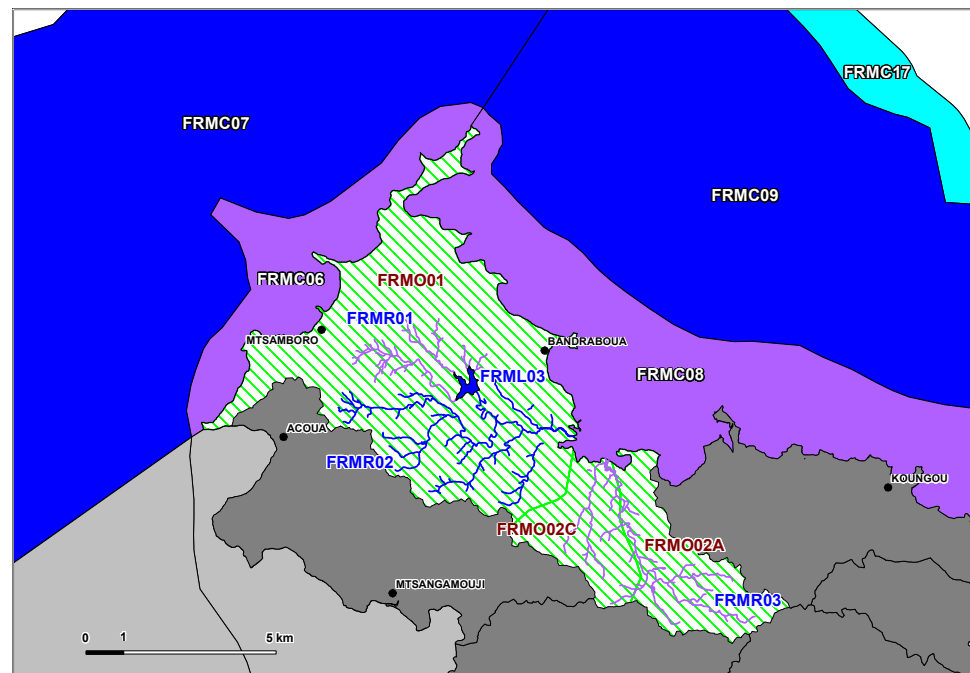 FRMC17
FRMC07
FRMC09
FRMC06
FRMO01
FRMR01
MTSAMBORO
BANDRABOUA
FRML03
FRMC08
ACOUA
FRMR02
KOUNGOU
FRMO02C
FRMO02A
MTSANGAMOUJI
FRMR03
0 1 5 km